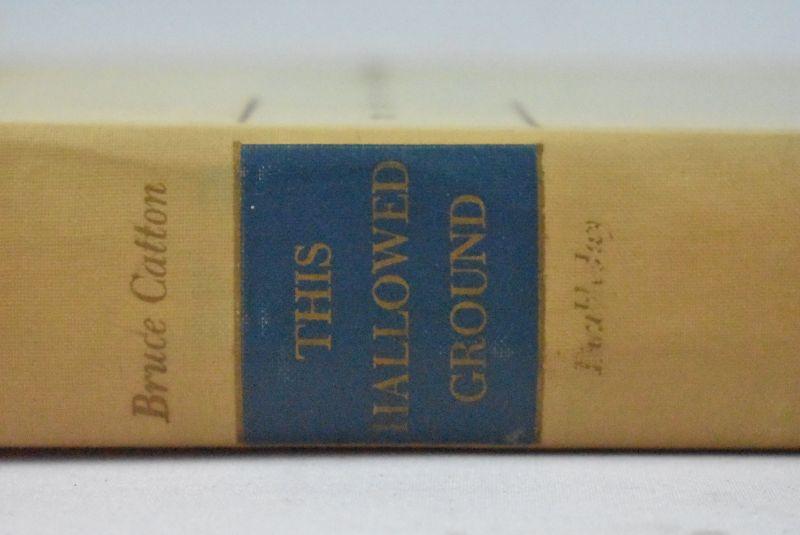 Bruce Catton
THIS
HALLOWED
GROUND
Doubleday